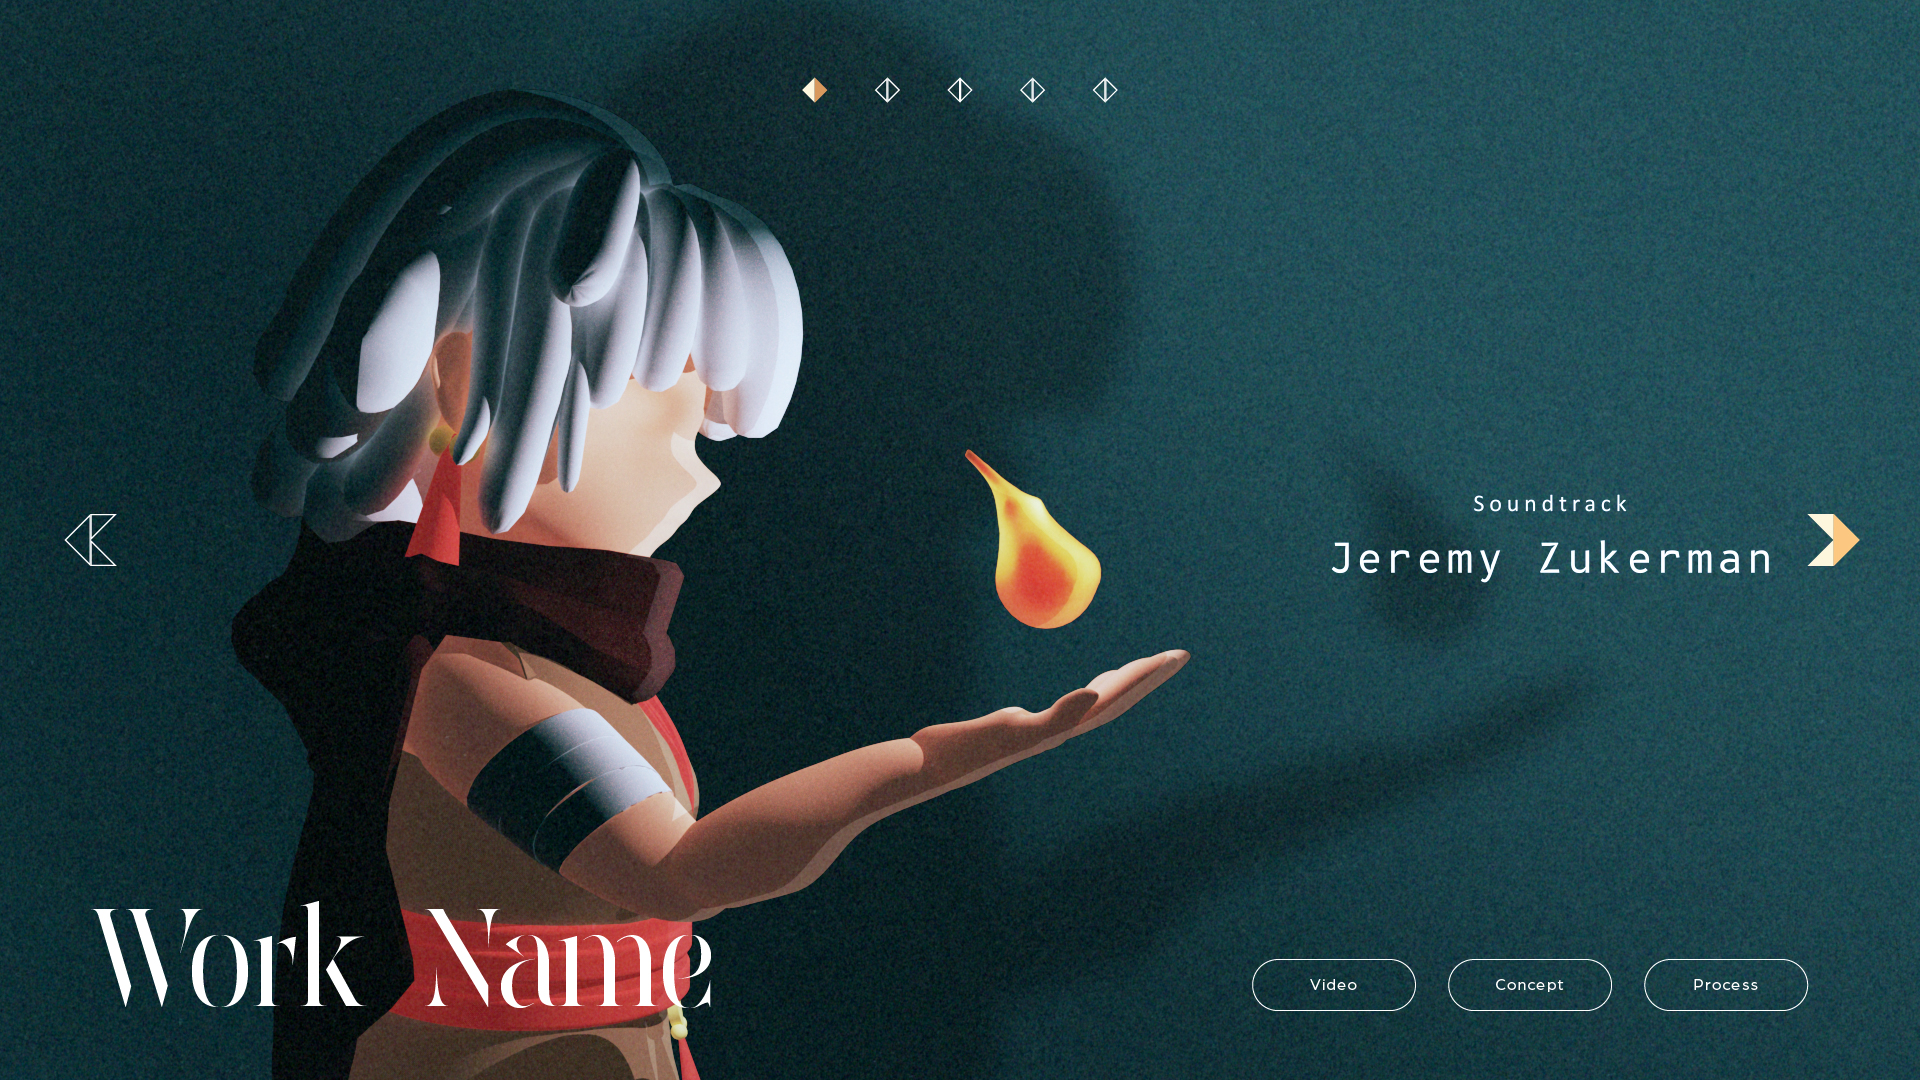 Soundtrack
Jeremy Zukerman
Work Name
Video
Concept
Process